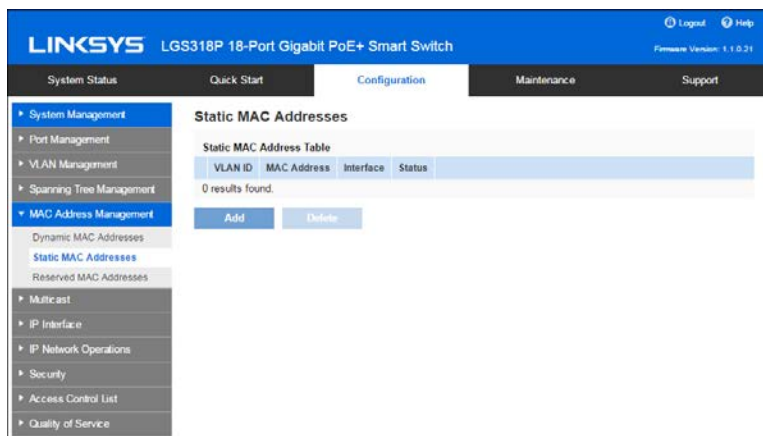 Logout Help
LINKSYS LGS318P 18-Port Gigabit PoE+ Smart Switch
Firmware Version: 1.1.0.21
System Status Quick Start Configuration Maintenance Support
System Management
Port Management
VLAN Management
Spanning Tree Management
MAC Address Management
Dynamic MAC Addresses
Static MAC Addresses
Reserved MAC Addresses
Multicast
IP Interface
IP Network Operations
Security
Access Control List
Quality of Service
Static MAC Addresses
Static MAC Address Table
VLAN ID MAC Address Interface Status
0 results found.
Add Delete